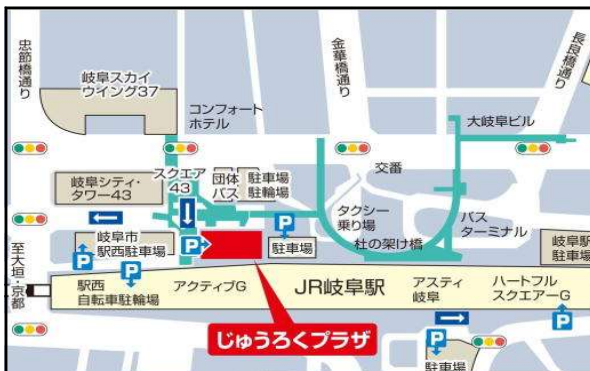 忠節橋通り
岐阜スカイ
ウイング37
コンフォート
ホテル
金華橋通り
長良橋通り
大岐阜ビル
交番
岐阜シティ・
タワー43
スクエア
43
団体
バス
駐車場
駐輪場
タクシー
乗り場
バス
ターミナル
杜の架け橋
岐阜市
駅西駐車場
P
P
P
P
駐車場
岐阜駅
駐車場
至大垣・京都
駅西
自転車駐輪場
アクティブG
JR岐阜駅
アスティ
岐阜
ハートフル
スクエアーG
P
P
駐車場
じゅうろくプラザ